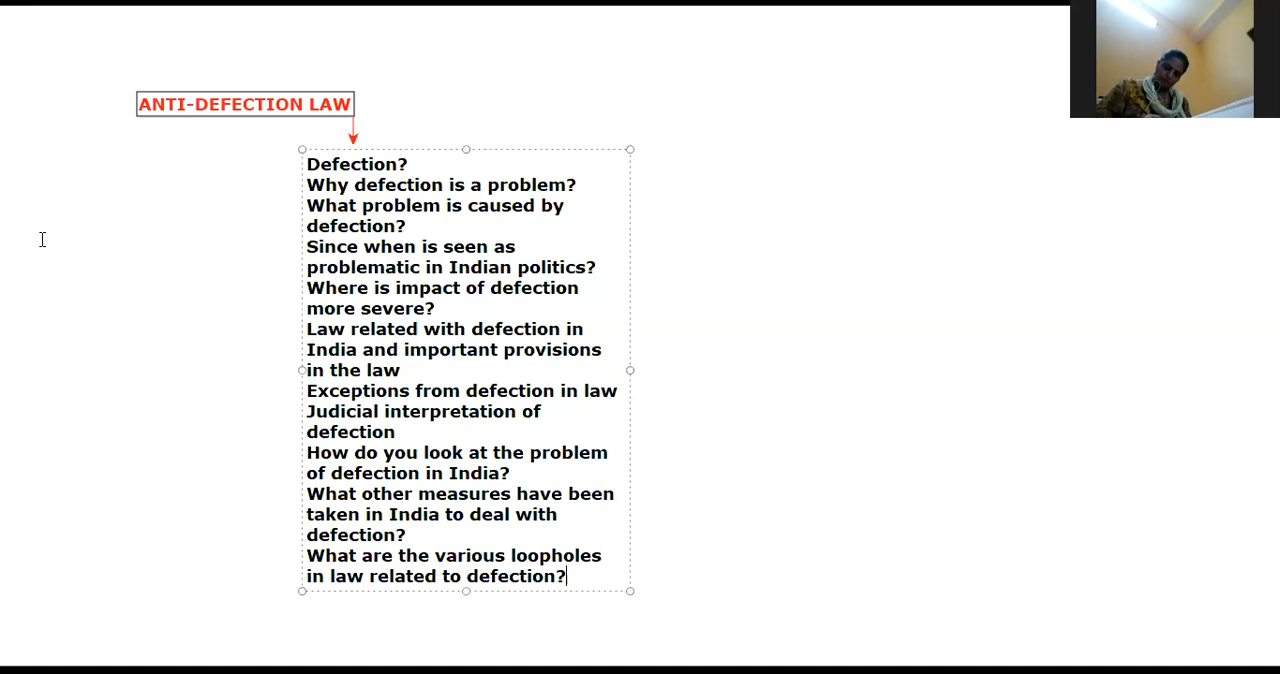 ANTI-DEFECTION LAW
Defection?
Why defection is a problem?
What problem is caused by
defection?
Since when is seen as
problematic in Indian politics?
Where is impact of defection
more severe?
Law related with defection in
India and important provisions
in the law
Exceptions from defection in law
Judicial interpretation of
defection
How do you look at the problem
of defection in India?
What other measures have been
taken in India to deal with
defection?
What are the various loopholes
in law related to defection?